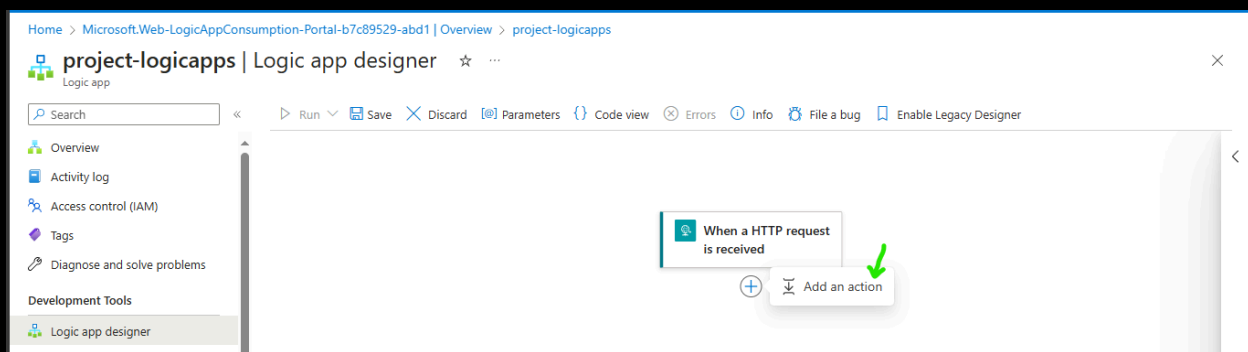 Home > Microsoft.Web-LogicAppConsumption-Portal-b7c89529-abd1 | Overview > project-logicapps
project-logicapps | Logic app designer ☆ ...
Logic app
Search «
Run Save Discard [@] Parameters {} Code view Errors Info File a bug Enable Legacy Designer
Overview
Activity log
Access control (IAM)
Tags
Diagnose and solve problems
Development Tools
Logic app designer
When a HTTP request
is received
Add an action